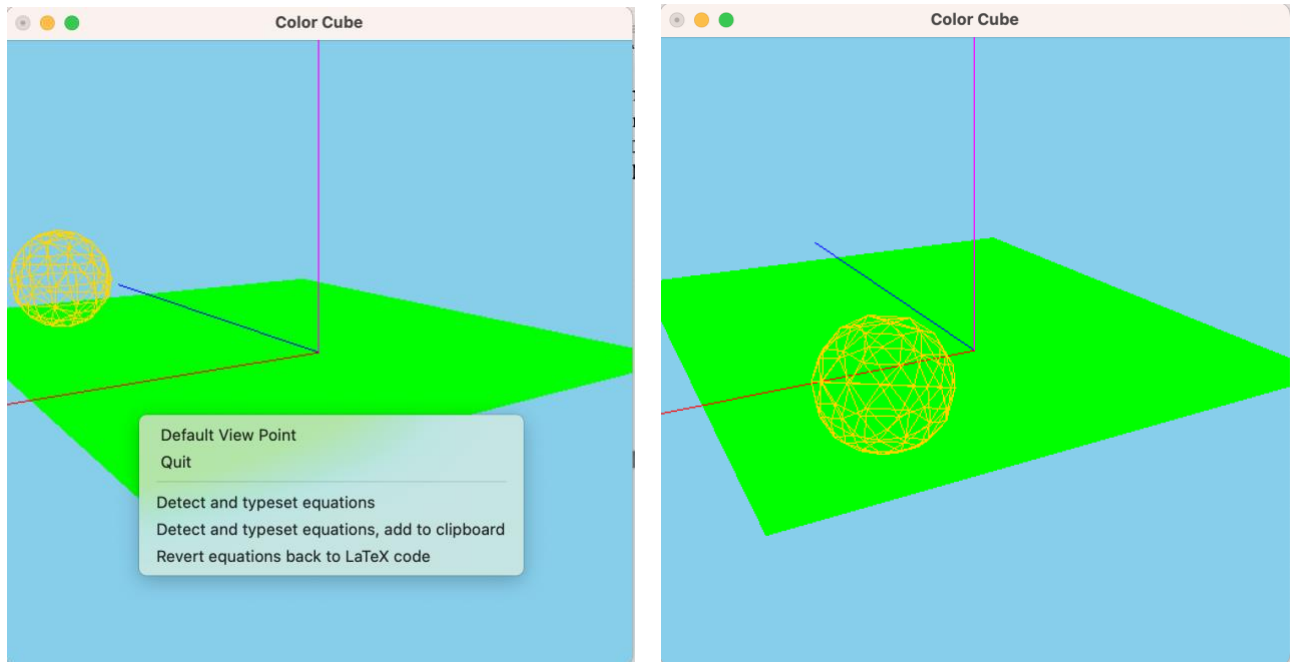 Color Cube
Default View Point
Quit
Detect and typeset equations
Detect and typeset equations, add to clipboard
Revert equations back to LaTeX code
Color Cube